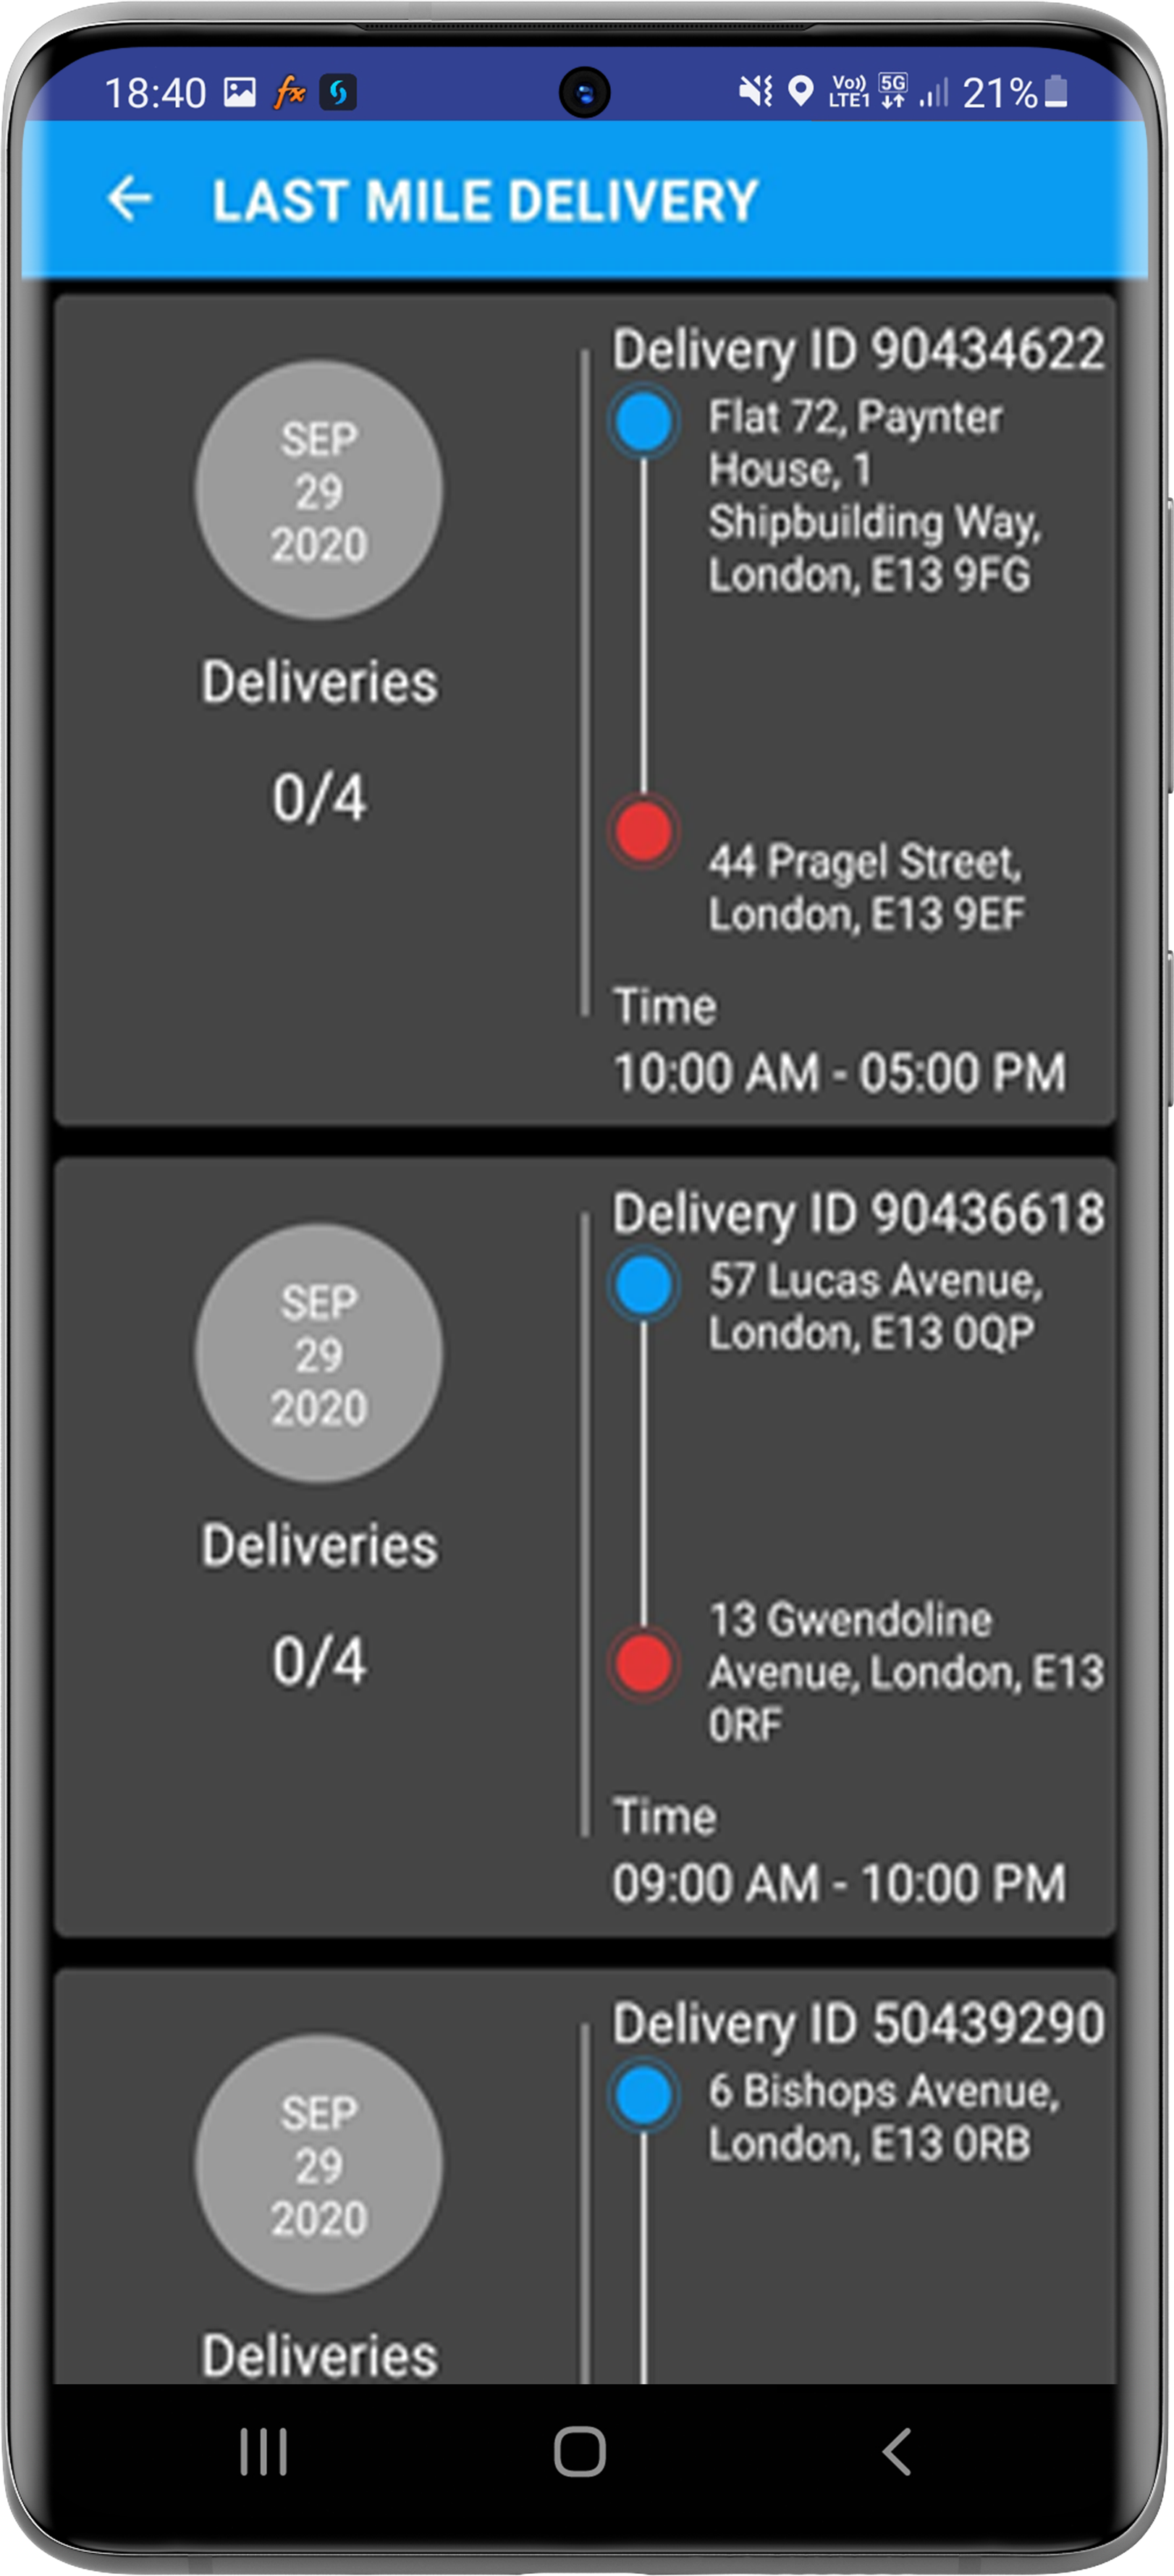 18:40 fx Vo)) LTE1 5G 21%
LAST MILE DELIVERY
SEP
29
2020
Deliveries
0/4
Delivery ID 90434622
Flat 72, Paynter
House, 1
Shipbuilding Way,
London, E13 9FG
44 Pragel Street,
London, E13 9EF
Time
10:00 AM - 05:00 PM
SEP
29
2020
Deliveries
0/4
Delivery ID 90436618
57 Lucas Avenue,
London, E13 0QP
13 Gwendoline
Avenue, London, E13
0RF
Time
09:00 AM - 10:00 PM
SEP
29
2020
Deliveries
Delivery ID 50439290
6 Bishops Avenue,
London, E13 0RB